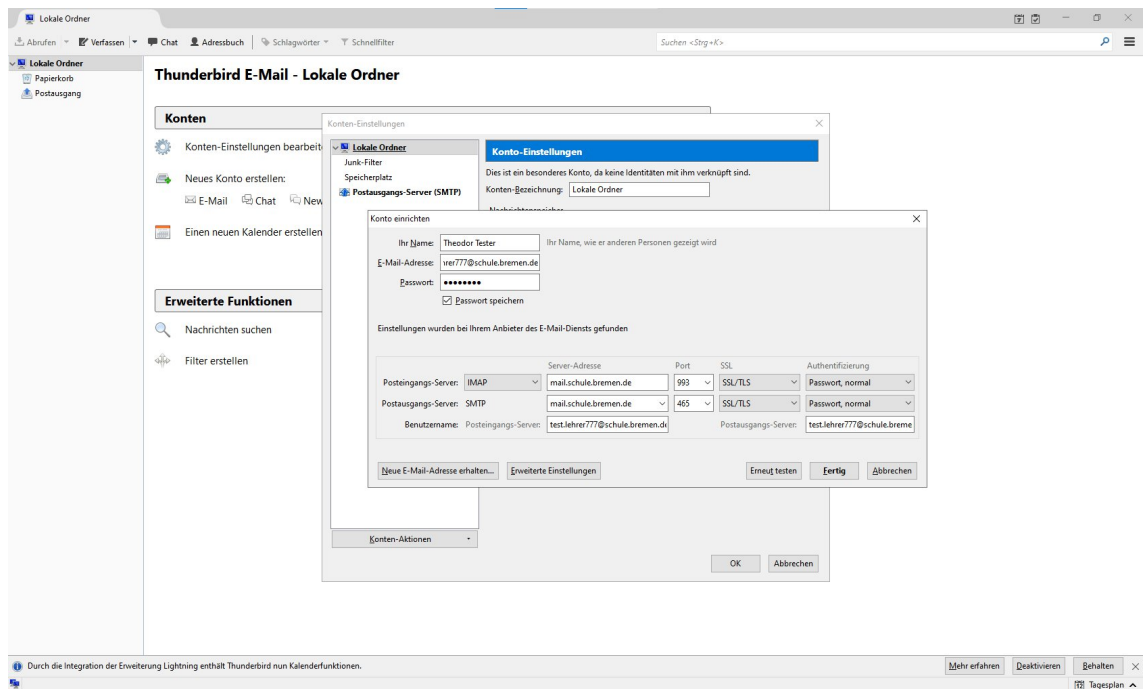 Lokale Ordner
Abrufen Verfassen Chat Adressbuch Schlagwörter Schnellfilter Suchen <Strg+K>
Lokale Ordner
Papierkorb
Postausgang
Thunderbird E-Mail - Lokale Ordner
Konten
Konten-Einstellungen bearbeite
Neues Konto erstellen:
E-Mail Chat New
Einen neuen Kalender erstellen
Erweiterte Funktionen
Nachrichten suchen
Filter erstellen
Konten-Einstellungen
Lokale Ordner
Junk-Filter
Speicherplatz
Postausgangs-Server (SMTP)
Konto-Einstellungen
Dies ist ein besonderes Konto, da keine Identitäten mit ihm verknüpft sind.
Konten-Bezeichnung: Lokale Ordner
Nachrichtenspeicher
Konto einrichten
Ihr Name: Theodor Tester Ihr Name, wie er anderen Personen gezeigt wird
E-Mail-Adresse: rer777@schule.bremen.de
Passwort: ●●●●●●●●
Passwort speichern
Einstellungen wurden bei Ihrem Anbieter des E-Mail-Diensts gefunden
Server-Adresse Port SSL Authentifizierung
Posteingangs-Server: IMAP mail.schule.bremen.de 993 SSL/TLS Passwort, normal
Postausgangs-Server: SMTP mail.schule.bremen.de 465 SSL/TLS Passwort, normal
Benutzername: Posteingangs-Server: test.lehrer777@schule.bremen.de Postausgangs-Server: test.lehrer777@schule.breme
Neue E-Mail-Adresse erhalten... Erweiterte Einstellungen Erneut testen Fertig Abbrechen
Konten-Aktionen
OK Abbrechen
Durch die Integration der Erweiterung Lightning enthält Thunderbird nun Kalenderfunktionen. Mehr erfahren Deaktivieren Behalten
Tagesplan